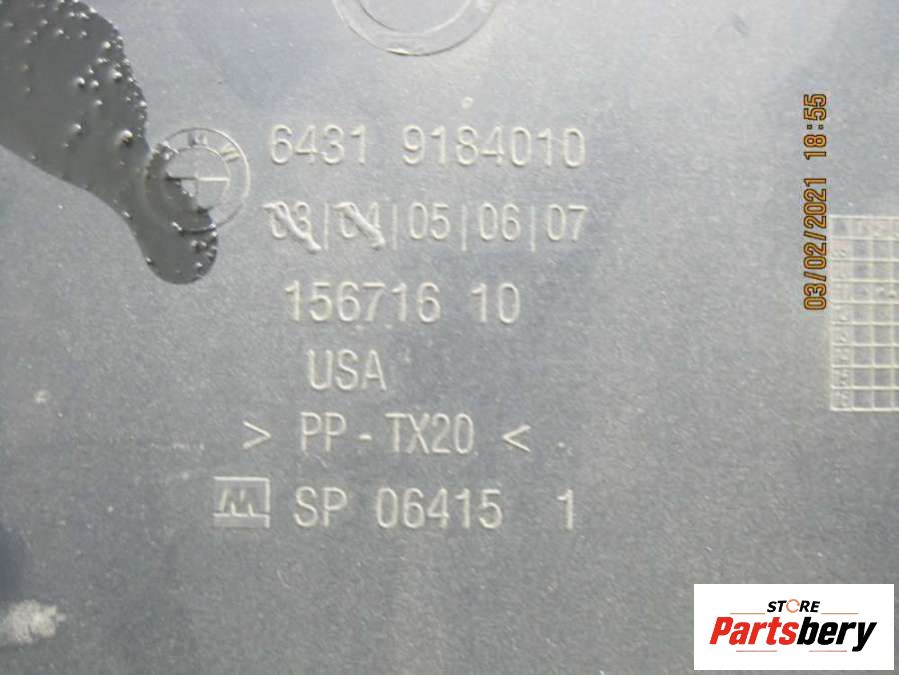 BMW
6431 9184010
03|04|05|06|07
156716 10
USA
> PP - TX20 <
M SP 06415 1
03/02/2021 18:55
STORE
Partsbery